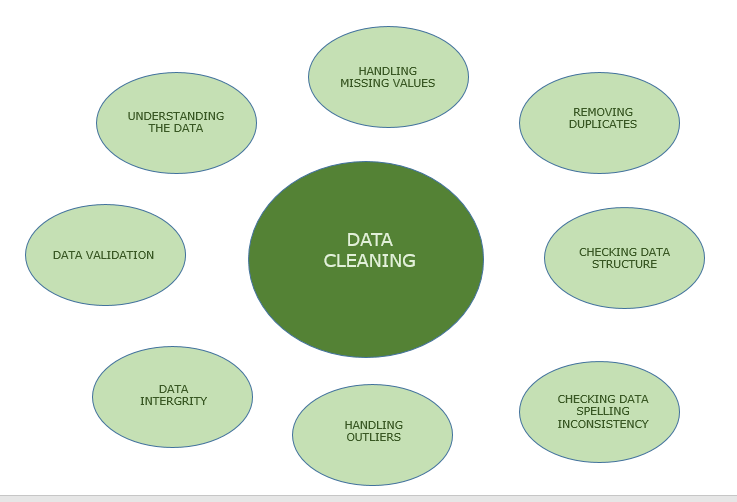 HANDLING
MISSING VALUES
UNDERSTANDING
THE DATA
REMOVING
DUPLICATES
DATA VALIDATION
DATA
CLEANING
CHECKING DATA
STRUCTURE
DATA
INTERGRITY
HANDLING
OUTLIERS
CHECKING DATA
SPELLING
INCONSISTENCY